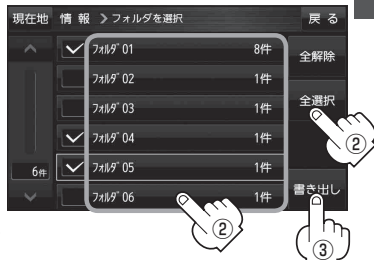 現在地 情 報 ＞フォルダを選択 戻 る
ﾌｫﾙﾀﾞ 01 8件 全解除
ﾌｫﾙﾀﾞ 02 1件
ﾌｫﾙﾀﾞ 03 1件 全選択
②
ﾌｫﾙﾀﾞ 04 1件
6件 ﾌｫﾙﾀﾞ 05 1件
ﾌｫﾙﾀﾞ 06 1件 書き出し
②
③